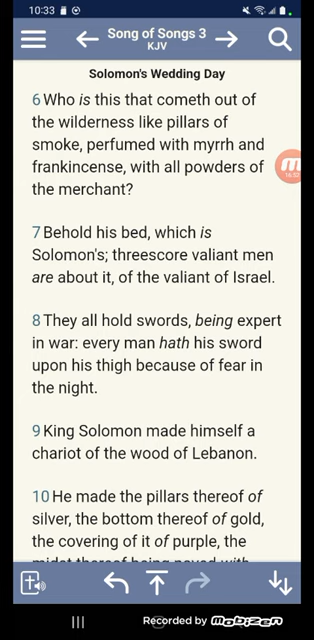 10:33
Song of Songs 3
KJV
Solomon's Wedding Day
6 Who is this that cometh out of
the wilderness like pillars of
smoke, perfumed with myrrh and
frankincense, with all powders of
the merchant?
7 Behold his bed, which is
Solomon's; threescore valiant men
are about it, of the valiant of Israel.
8 They all hold swords, being expert
in war: every man hath his sword
upon his thigh because of fear in
the night.
9 King Solomon made himself a
chariot of the wood of Lebanon.
10 He made the pillars thereof of
silver, the bottom thereof of gold,
the covering of it of purple, the
midst thereof being paved with
Recorded by Mobizen